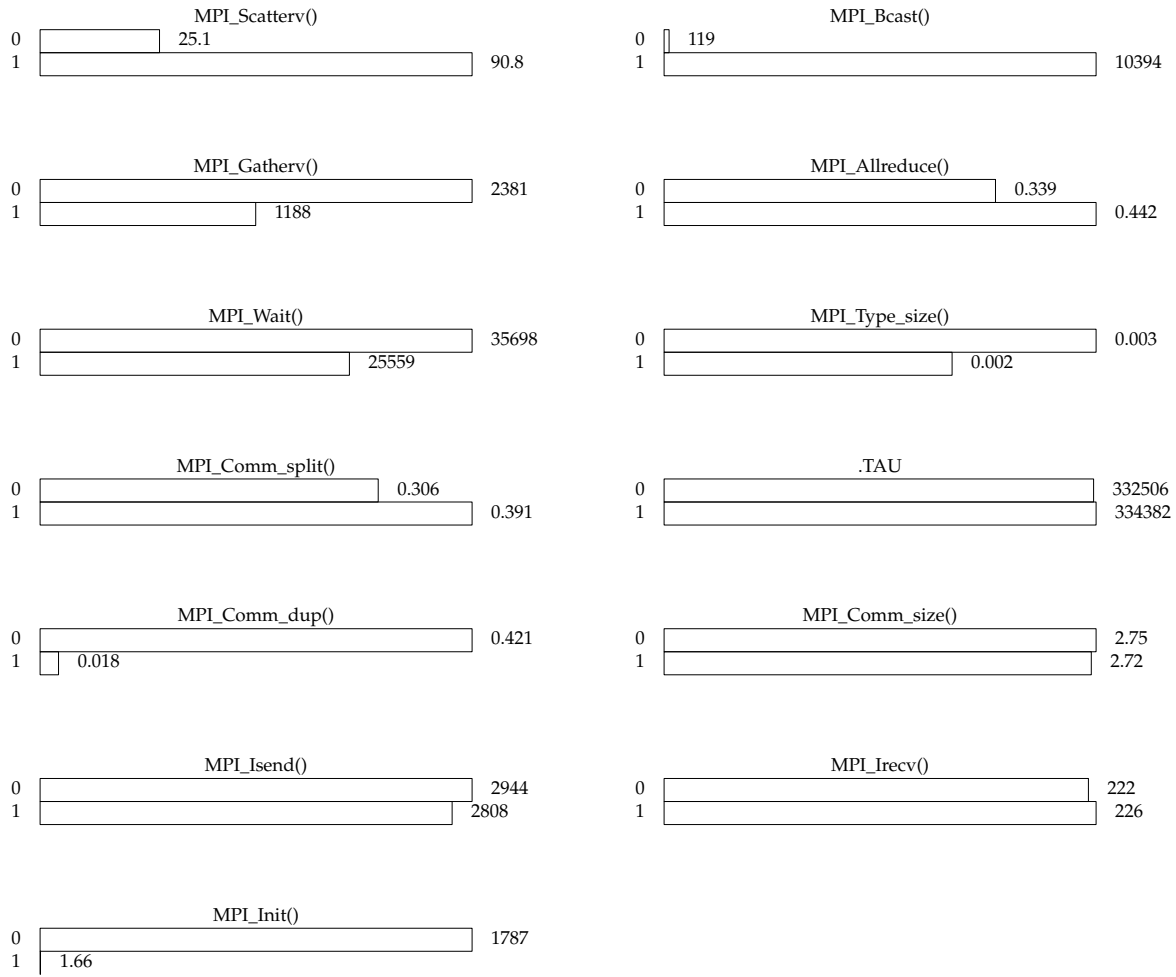 MPI_Scatterv()
0 25.1
1 90.8
MPI_Bcast()
0 119
1 10394
MPI_Gatherv()
0 2381
1 1188
MPI_Allreduce()
0 0.339
1 0.442
MPI_Wait()
0 35698
1 25559
MPI_Type_size()
0 0.003
1 0.002
MPI_Comm_split()
0 0.306
1 0.391
.TAU
0 332506
1 334382
MPI_Comm_dup()
0 0.421
1 0.018
MPI_Comm_size()
0 2.75
1 2.72
MPI_Isend()
0 2944
1 2808
MPI_Irecv()
0 222
1 226
MPI_Init()
0 1787
1 1.66